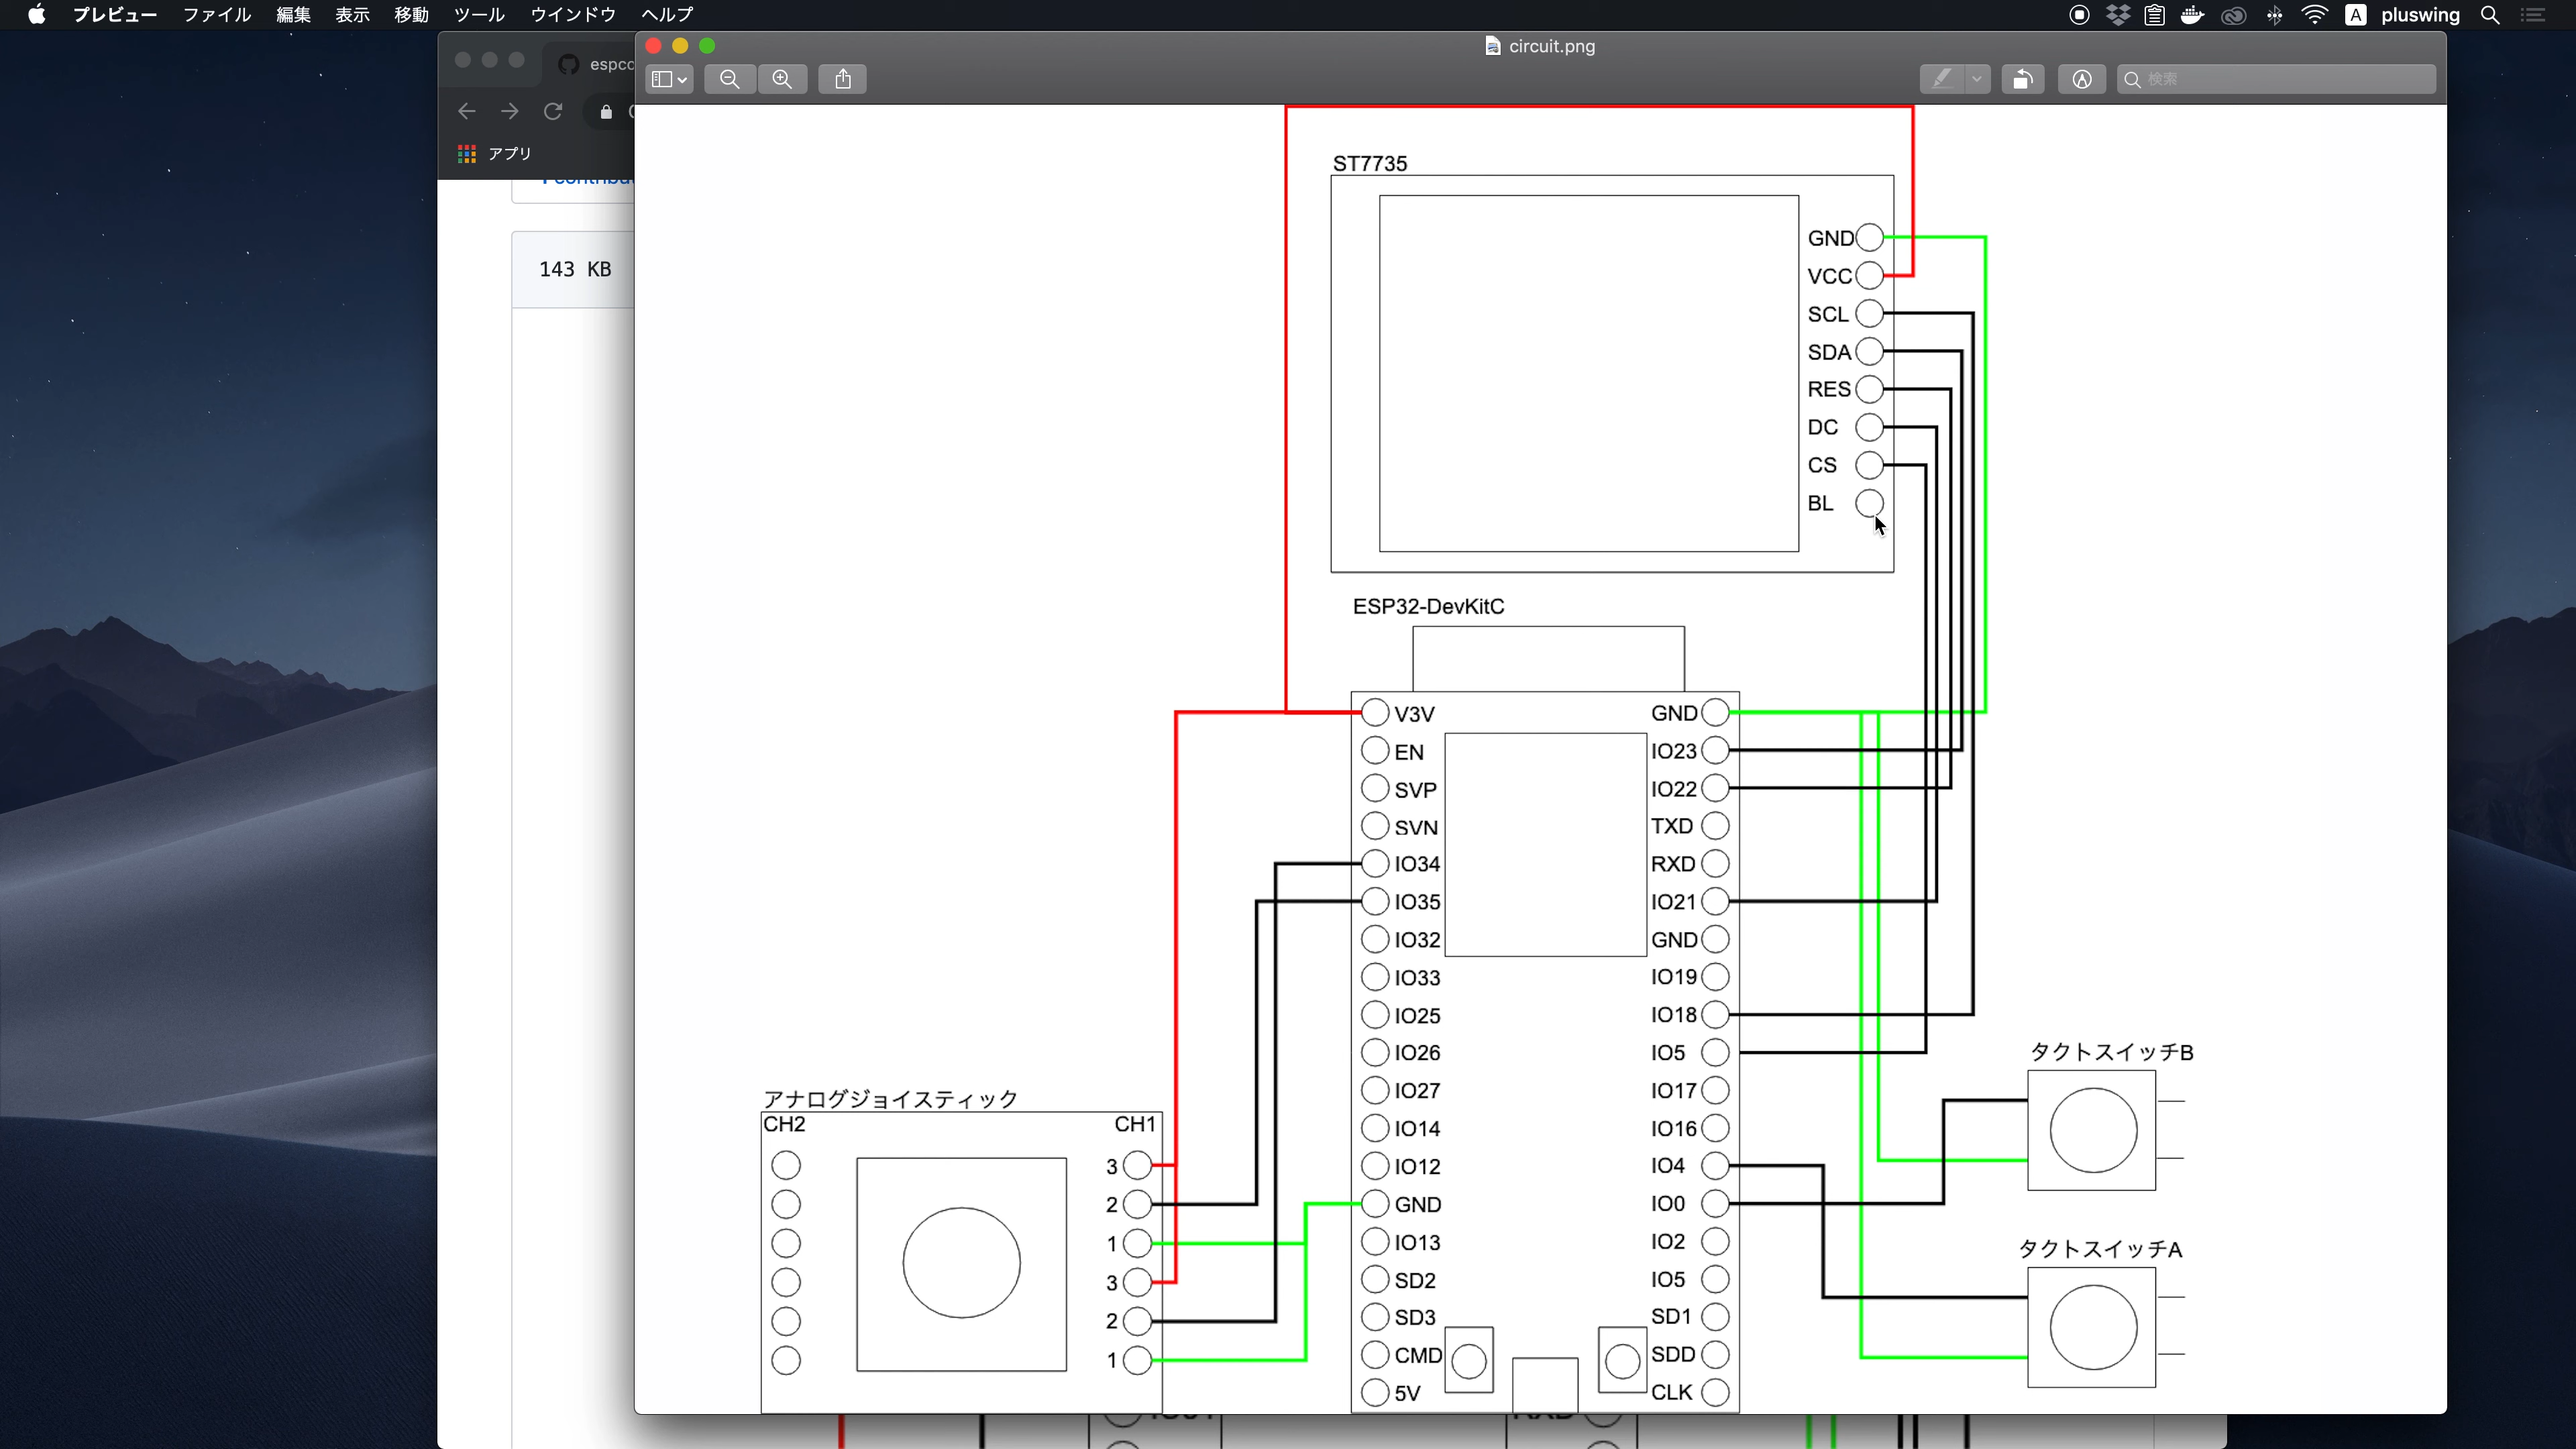 プレビュー ファイル 編集 表示 移動 ツール ウインドウ ヘルプ
A pluswing
circuit.png
検索
espco
アプリ
143 KB
ST7735
GND
VCC
SCL
SDA
RES
DC
CS
BL
ESP32-DevKitC
V3V GND
EN IO23
SVP IO22
SVN TXD
IO34 RXD
IO35 IO21
IO32 GND
IO33 IO19
IO25 IO18
IO26 IO5
IO27 IO17
IO14 IO16
IO12 IO4
GND IO0
IO13 IO2
SD2 IO5
SD3 SD1
CMD SDD
5V CLK
アナログジョイスティック
CH2 CH1
3
2
1
3
2
1
タクトスイッチB
タクトスイッチA
RXD